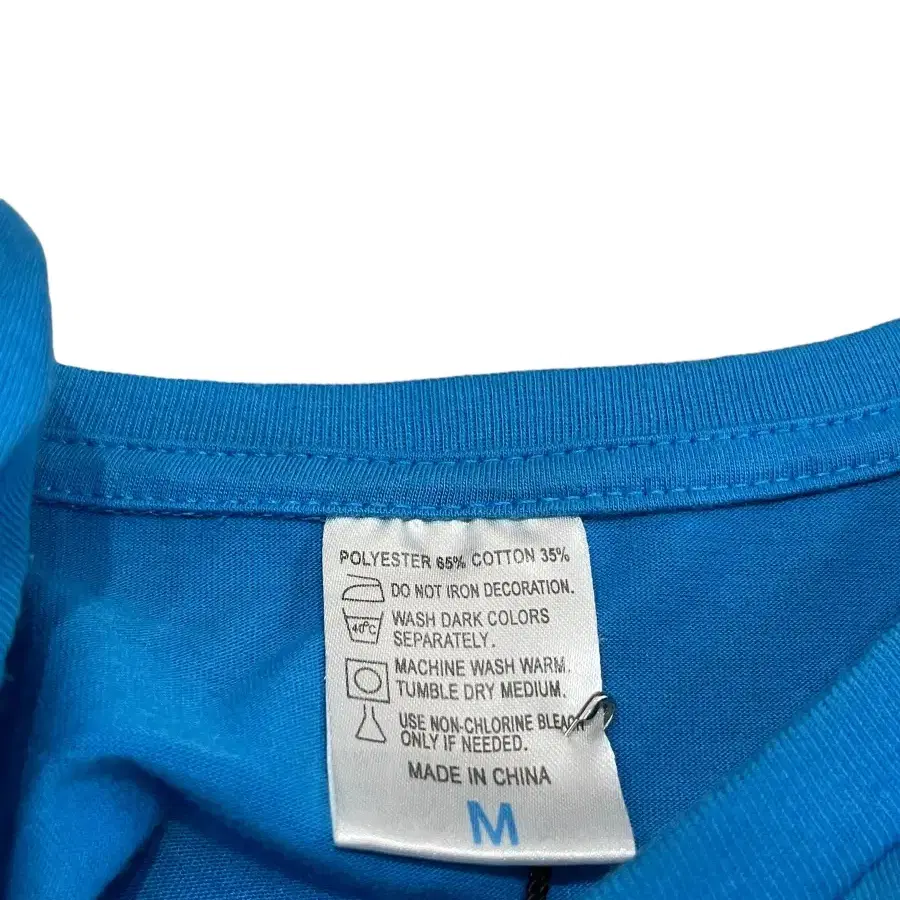 POLYESTER 65% COTTON 35%
DO NOT IRON DECORATION.
40°C
WASH DARK COLORS
SEPARATELY.
MACHINE WASH WARM.
TUMBLE DRY MEDIUM.
USE NON-CHLORINE BLEACH
ONLY IF NEEDED.
MADE IN CHINA
M